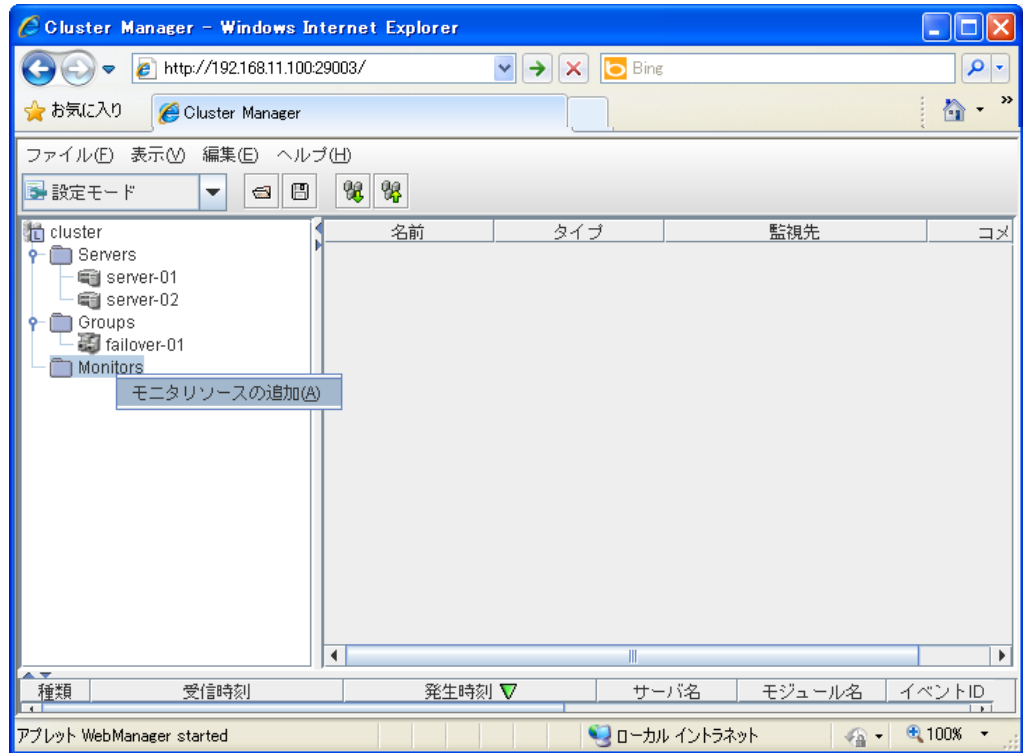 Cluster Manager - Windows Internet Explorer
http://192.168.11.100:29003/
Bing
お気に入り
Cluster Manager
ファイル(F) 表示(V) 編集(E) ヘルプ(H)
設定モード
cluster
Servers
server-01
server-02
Groups
failover-01
Monitors
モニタリソースの追加(A)
名前 タイプ 監視先 コメ
種類 受信時刻 発生時刻 サーバ名 モジュール名 イベントID
アプレット WebManager started ローカル イントラネット 100%